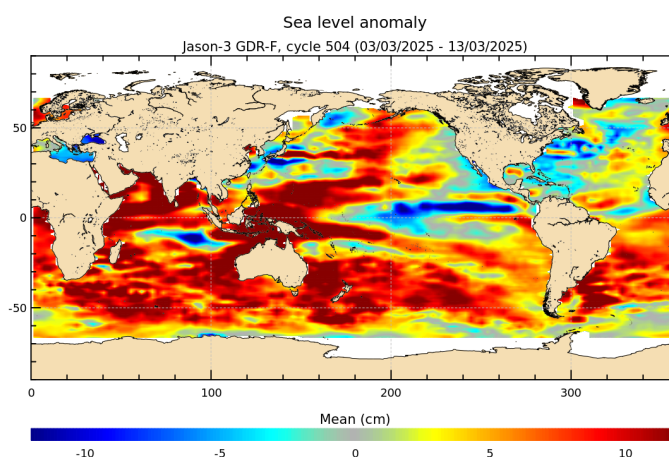 Sea level anomaly
Jason-3 GDR-F, cycle 504 (03/03/2025 - 13/03/2025)
50
0
-50
0 100 200 300
Mean (cm)
-10 -5 0 5 10